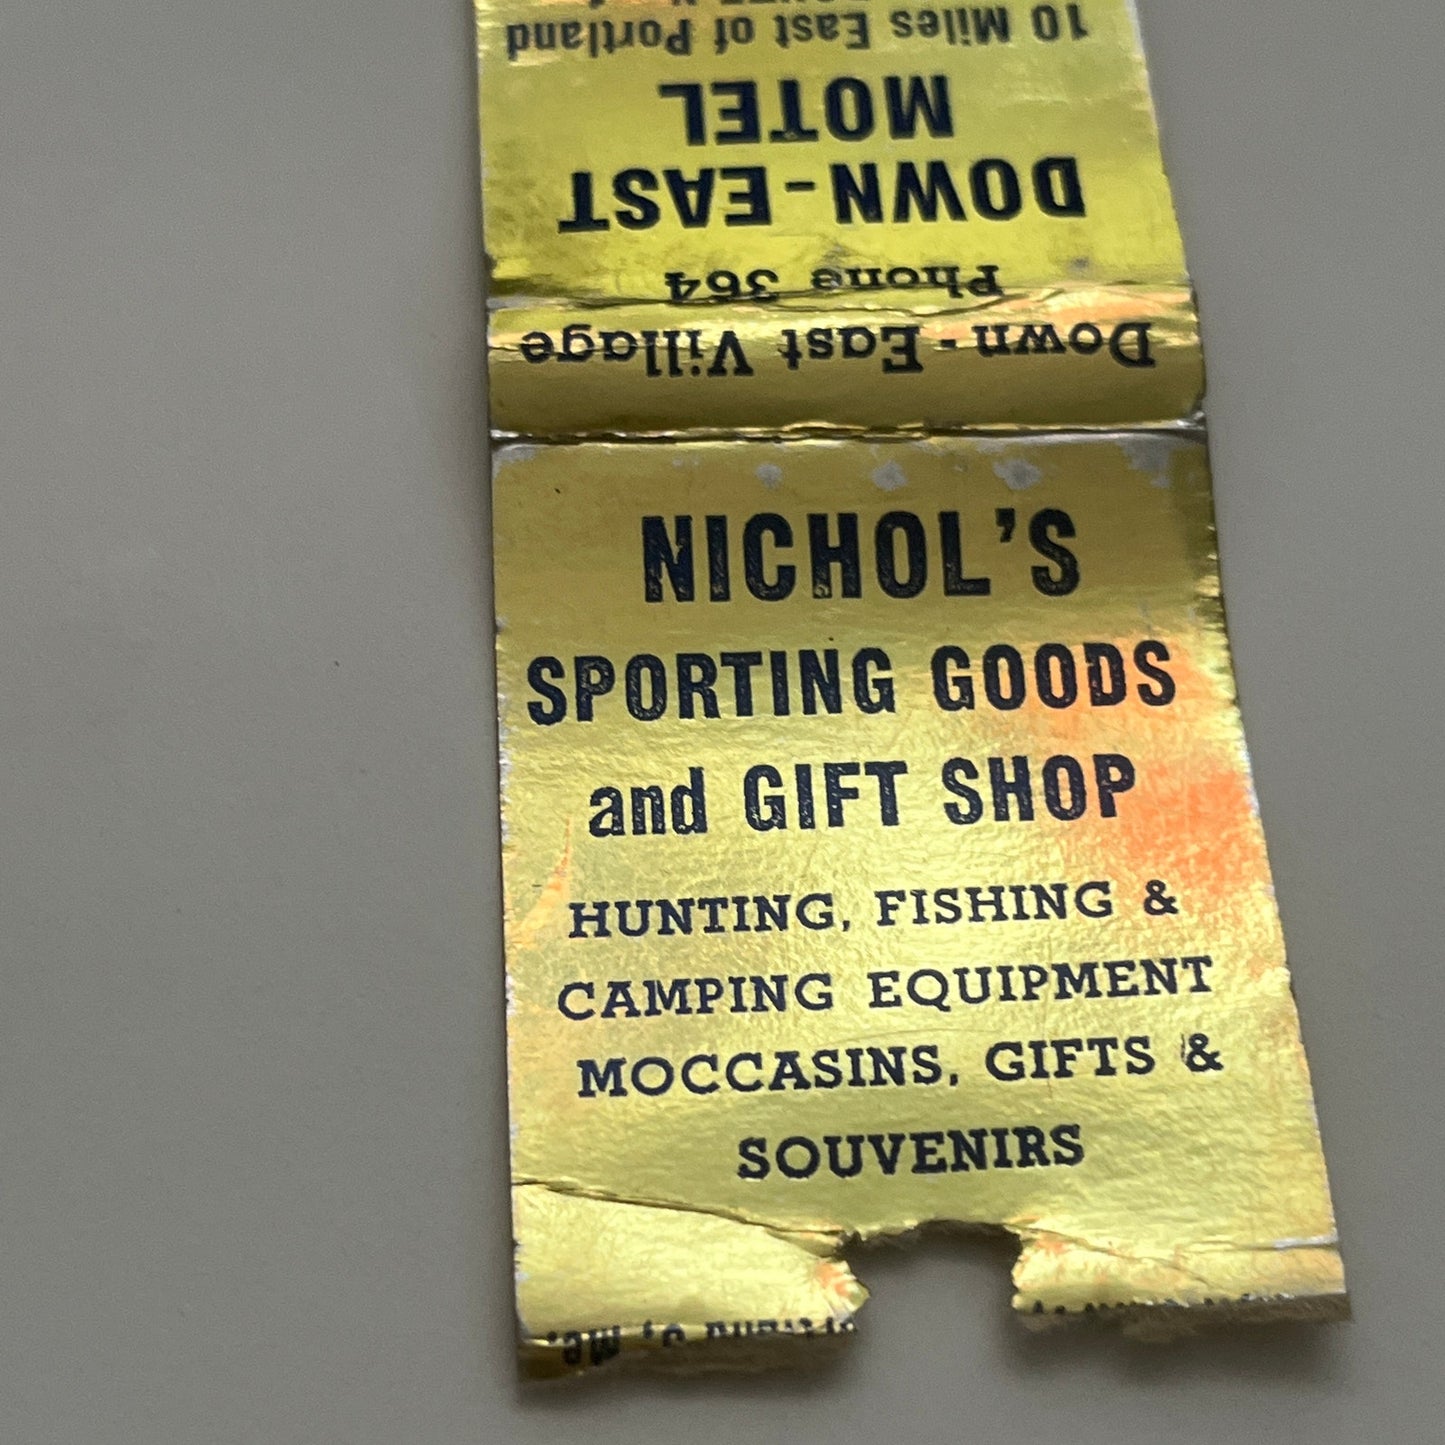 NICHOL'S
SPORTING GOODS
and GIFT SHOP
HUNTING, FISHING &
CAMPING EQUIPMENT
MOCCASINS, GIFTS &
SOUVENIRS
Down-East Village
Phone 364
DOWN-EAST
MOTEL
10 Miles East of Portland